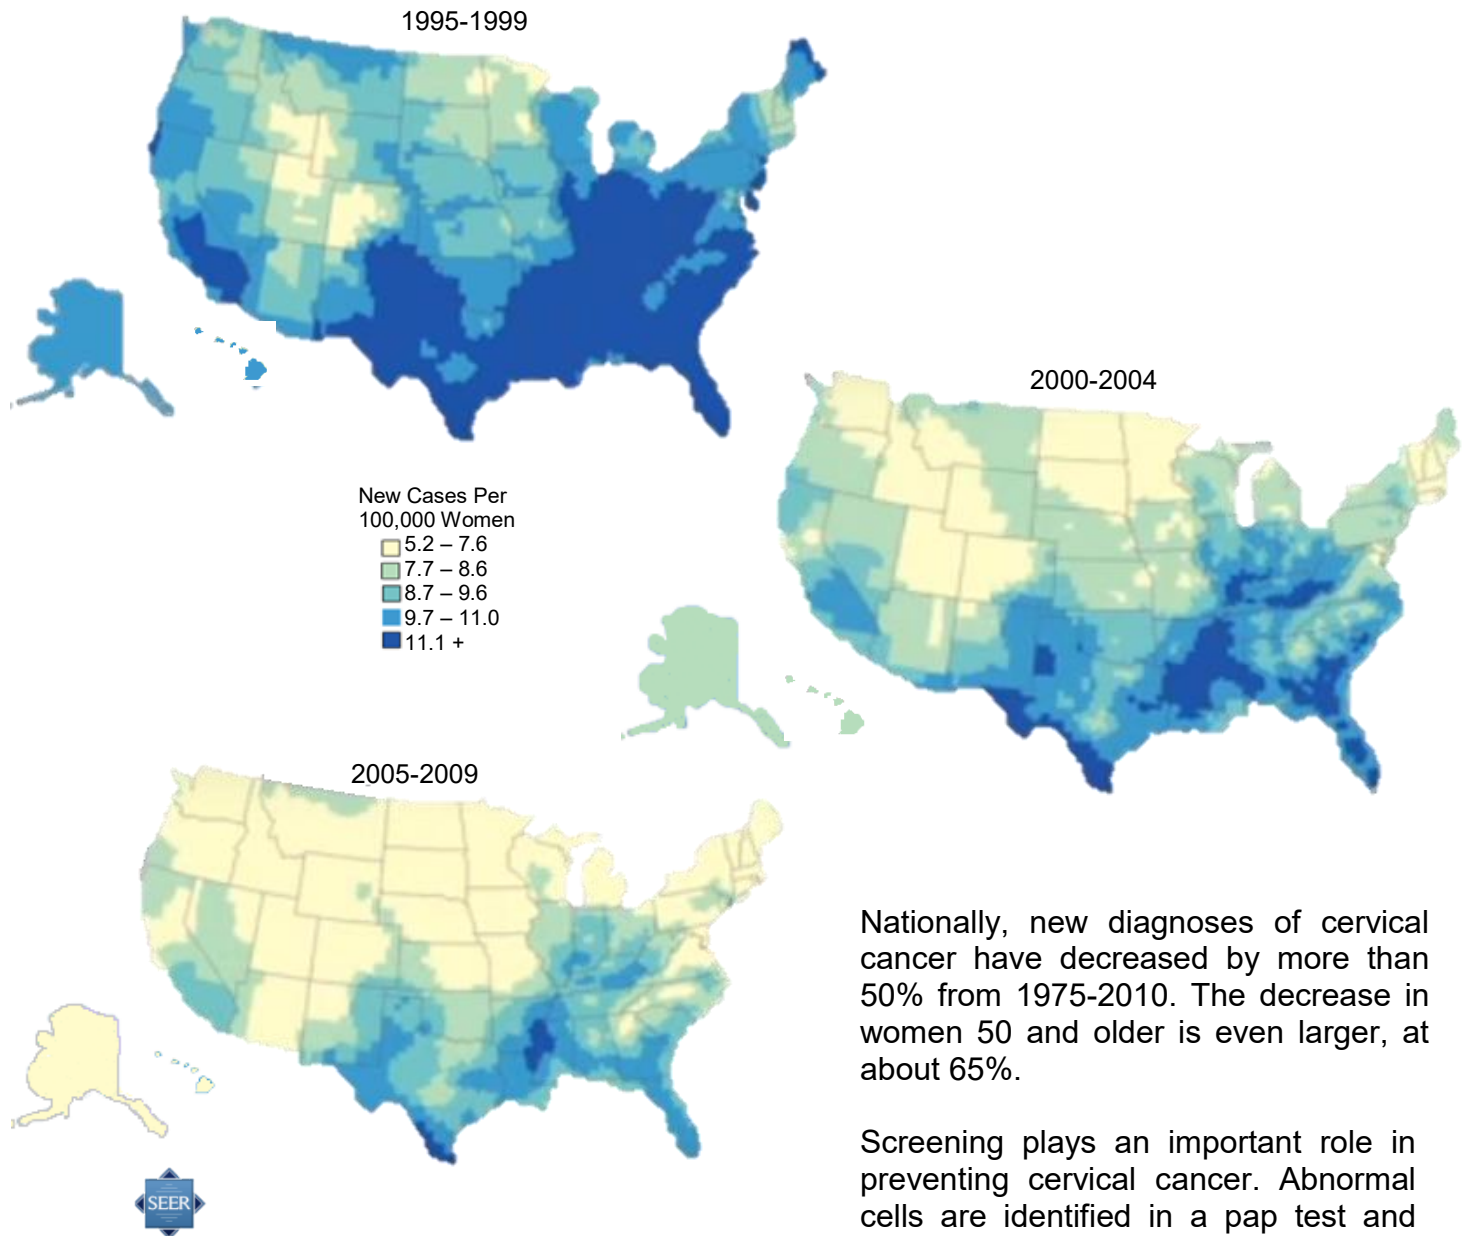 1995-1999
2000-2004
New Cases Per
100,000 Women
5.2 – 7.6
7.7 – 8.6
8.7 – 9.6
9.7 – 11.0
11.1 +
2005-2009
Nationally, new diagnoses of cervical
cancer have decreased by more than
50% from 1975-2010. The decrease in
women 50 and older is even larger, at
about 65%.
Screening plays an important role in
preventing cervical cancer. Abnormal
cells are identified in a pap test and
SEER